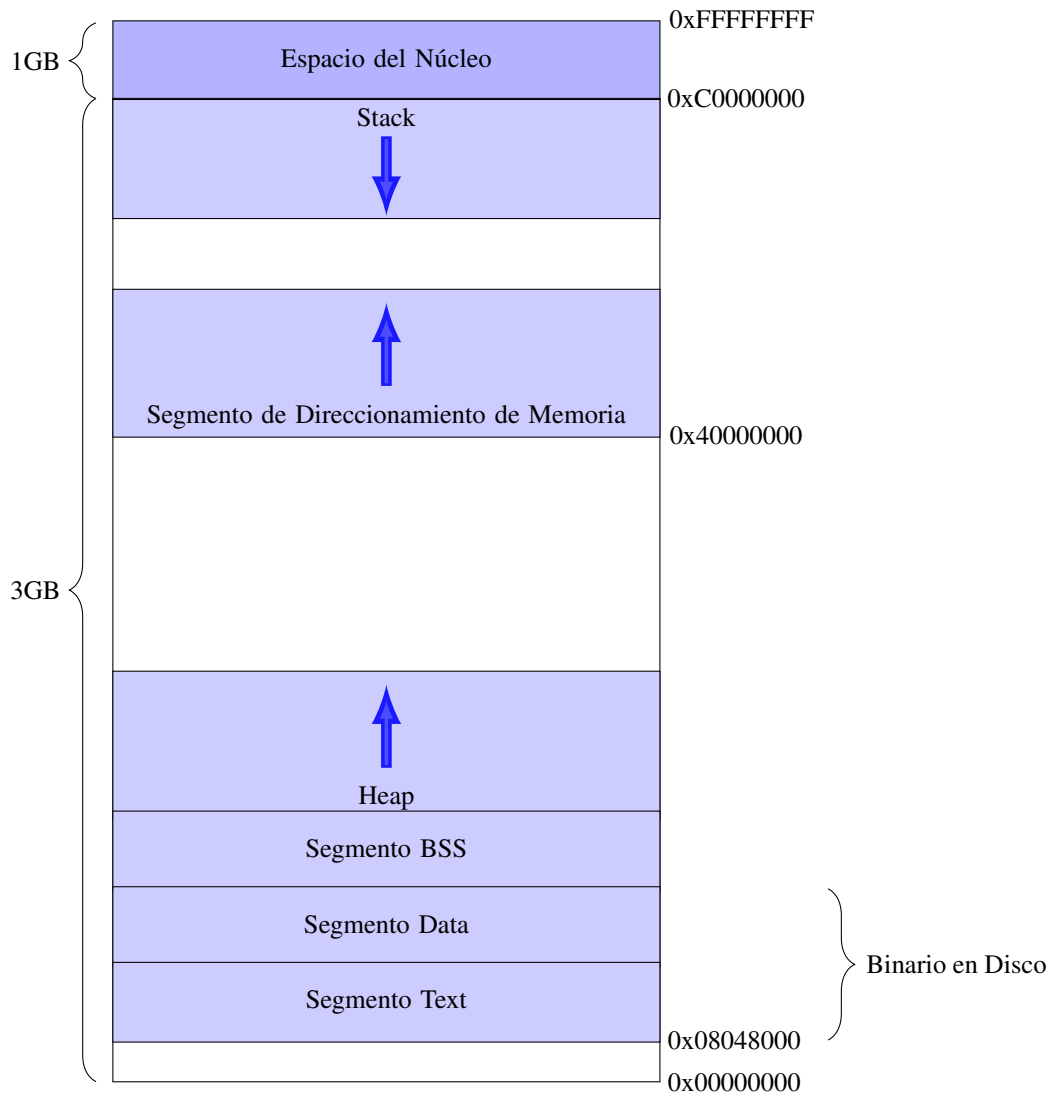 0xFFFFFFFF
1GB
Espacio del Núcleo
0xC0000000
Stack
Segmento de Direccionamiento de Memoria
0x40000000
3GB
Heap
Segmento BSS
Segmento Data
Binario en Disco
Segmento Text
0x08048000
0x00000000